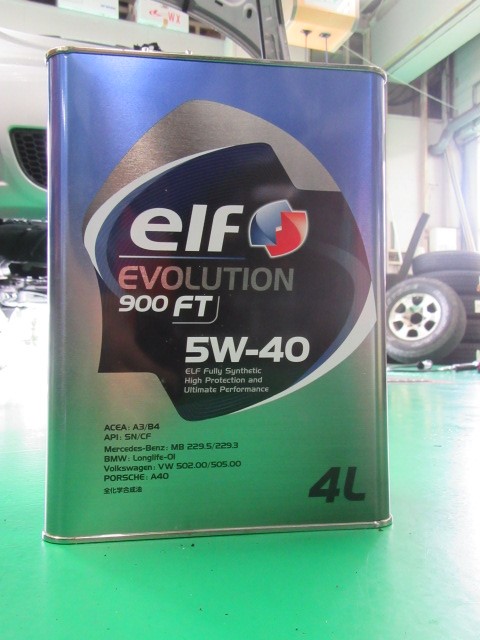 WX
elf
EVOLUTION
900 FT
5W-40
ELF Fully Synthetic
High Protection and
Ultimate Performance
ACEA: A3/B4
API: SN/CF
Mercedes-Benz: MB 229.5/229.3
BMW: Longlife-01
Volkswagen: VW 502.00/505.00
PORSCHE: A40
全化学合成油
4L